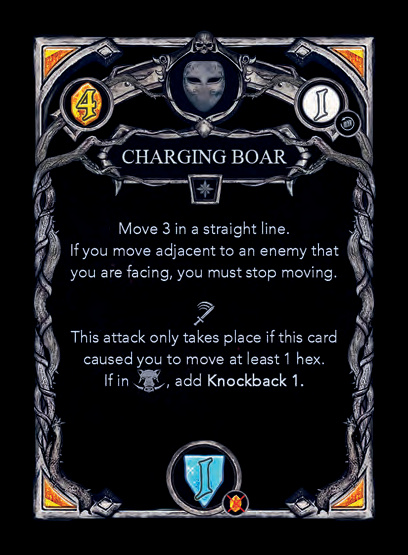 4
1
CHARGING BOAR
Move 3 in a straight line.
If you move adjacent to an enemy that
you are facing, you must stop moving.
This attack only takes place if this card
caused you to move at least 1 hex.
If in , add Knockback 1.
1